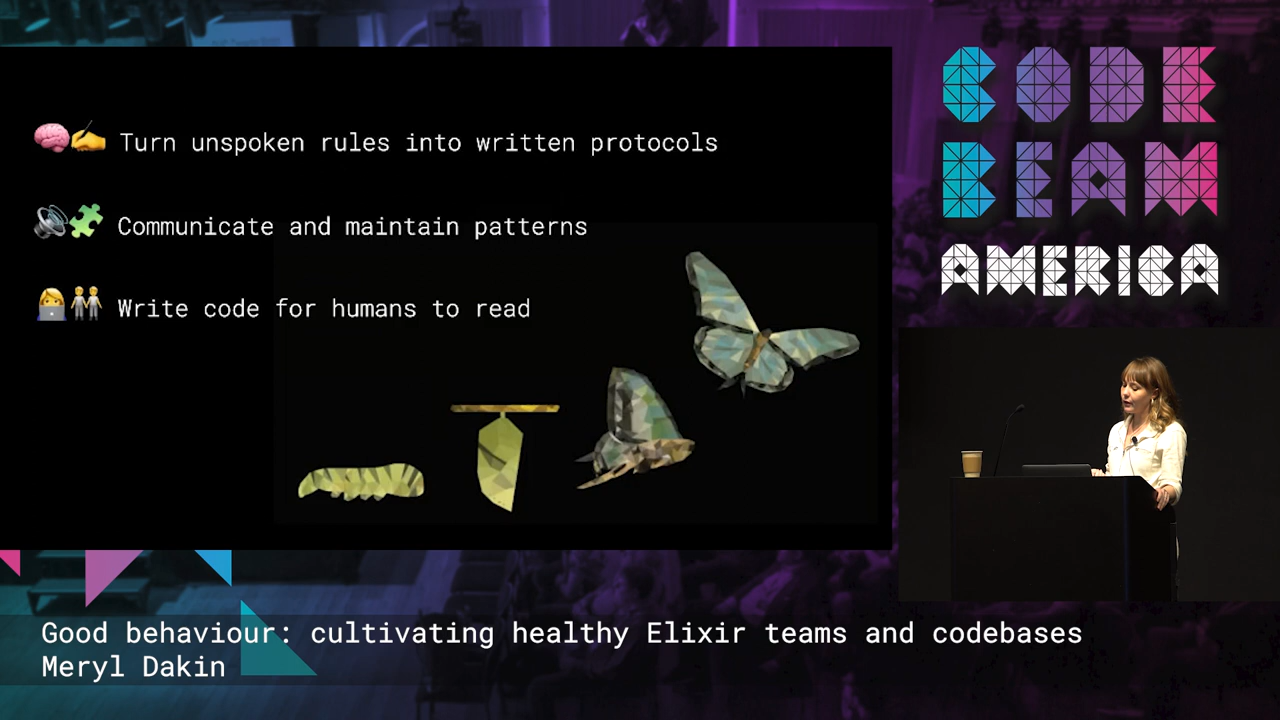 Turn unspoken rules into written protocols
Communicate and maintain patterns
Write code for humans to read
CODE
BEAM
AMERICA
Good behaviour: cultivating healthy Elixir teams and codebases
Meryl Dakin